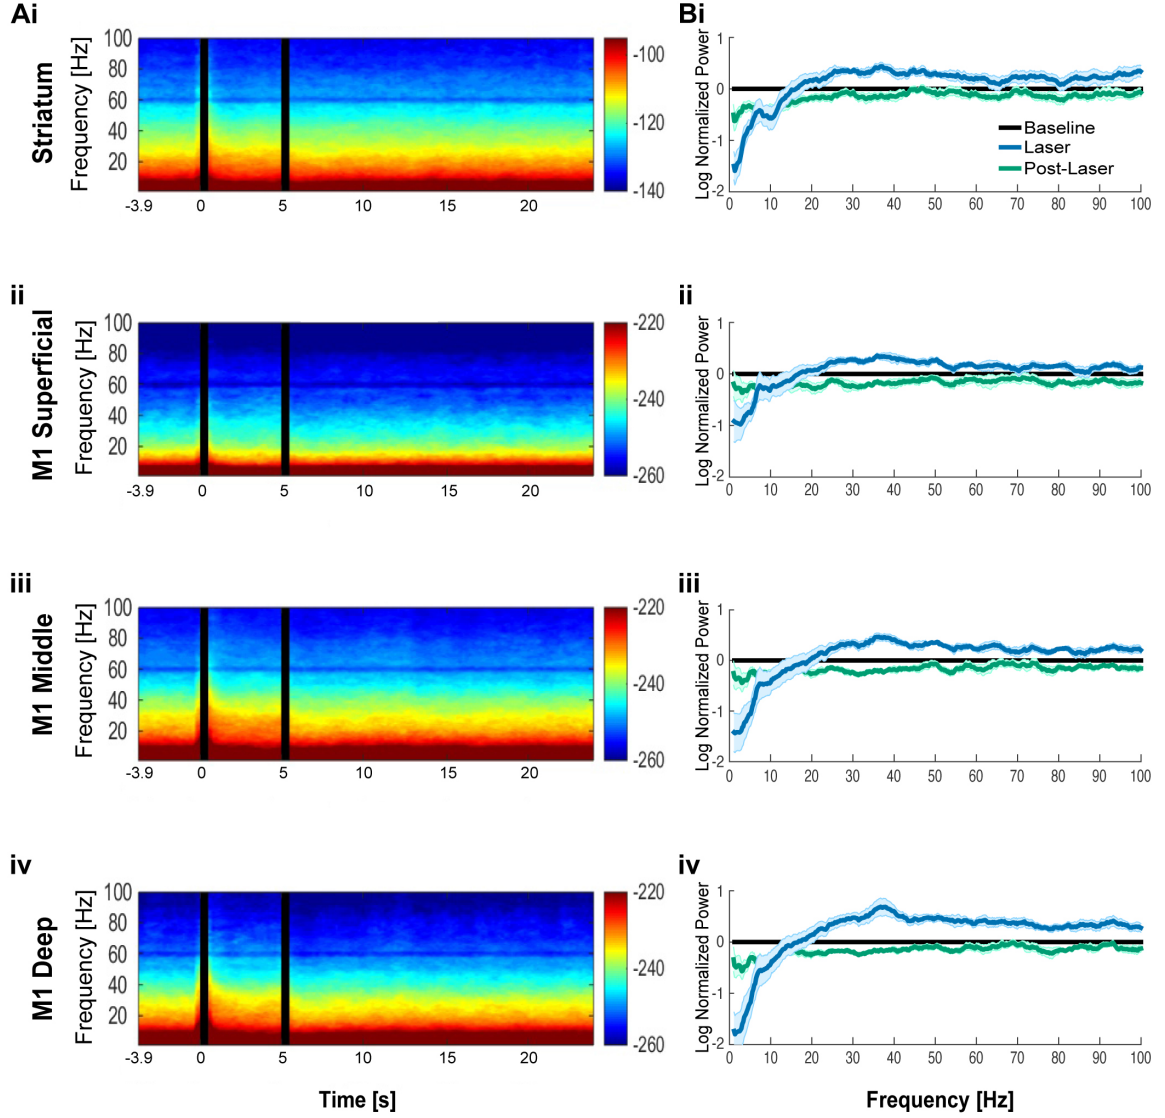 Ai
Striatum
Frequency [Hz]
100
80
60
40
20
-3.9 0 5 10 15 20
-100
-120
-140
Bi
Log Normalized Power
1
0
-1
-2
Baseline
Laser
Post-Laser
0 10 20 30 40 50 60 70 80 90 100
ii
M1 Superficial
Frequency [Hz]
100
80
60
40
20
-3.9 0 5 10 15 20
-220
-240
-260
ii
Log Normalized Power
1
0
-1
-2
0 10 20 30 40 50 60 70 80 90 100
iii
M1 Middle
Frequency [Hz]
100
80
60
40
20
-3.9 0 5 10 15 20
-220
-240
-260
iii
Log Normalized Power
1
0
-1
-2
0 10 20 30 40 50 60 70 80 90 100
iv
M1 Deep
Frequency [Hz]
100
80
60
40
20
-3.9 0 5 10 15 20
-220
-240
-260
Time [s]
iv
Log Normalized Power
1
0
-1
-2
0 10 20 30 40 50 60 70 80 90 100
Frequency [Hz]